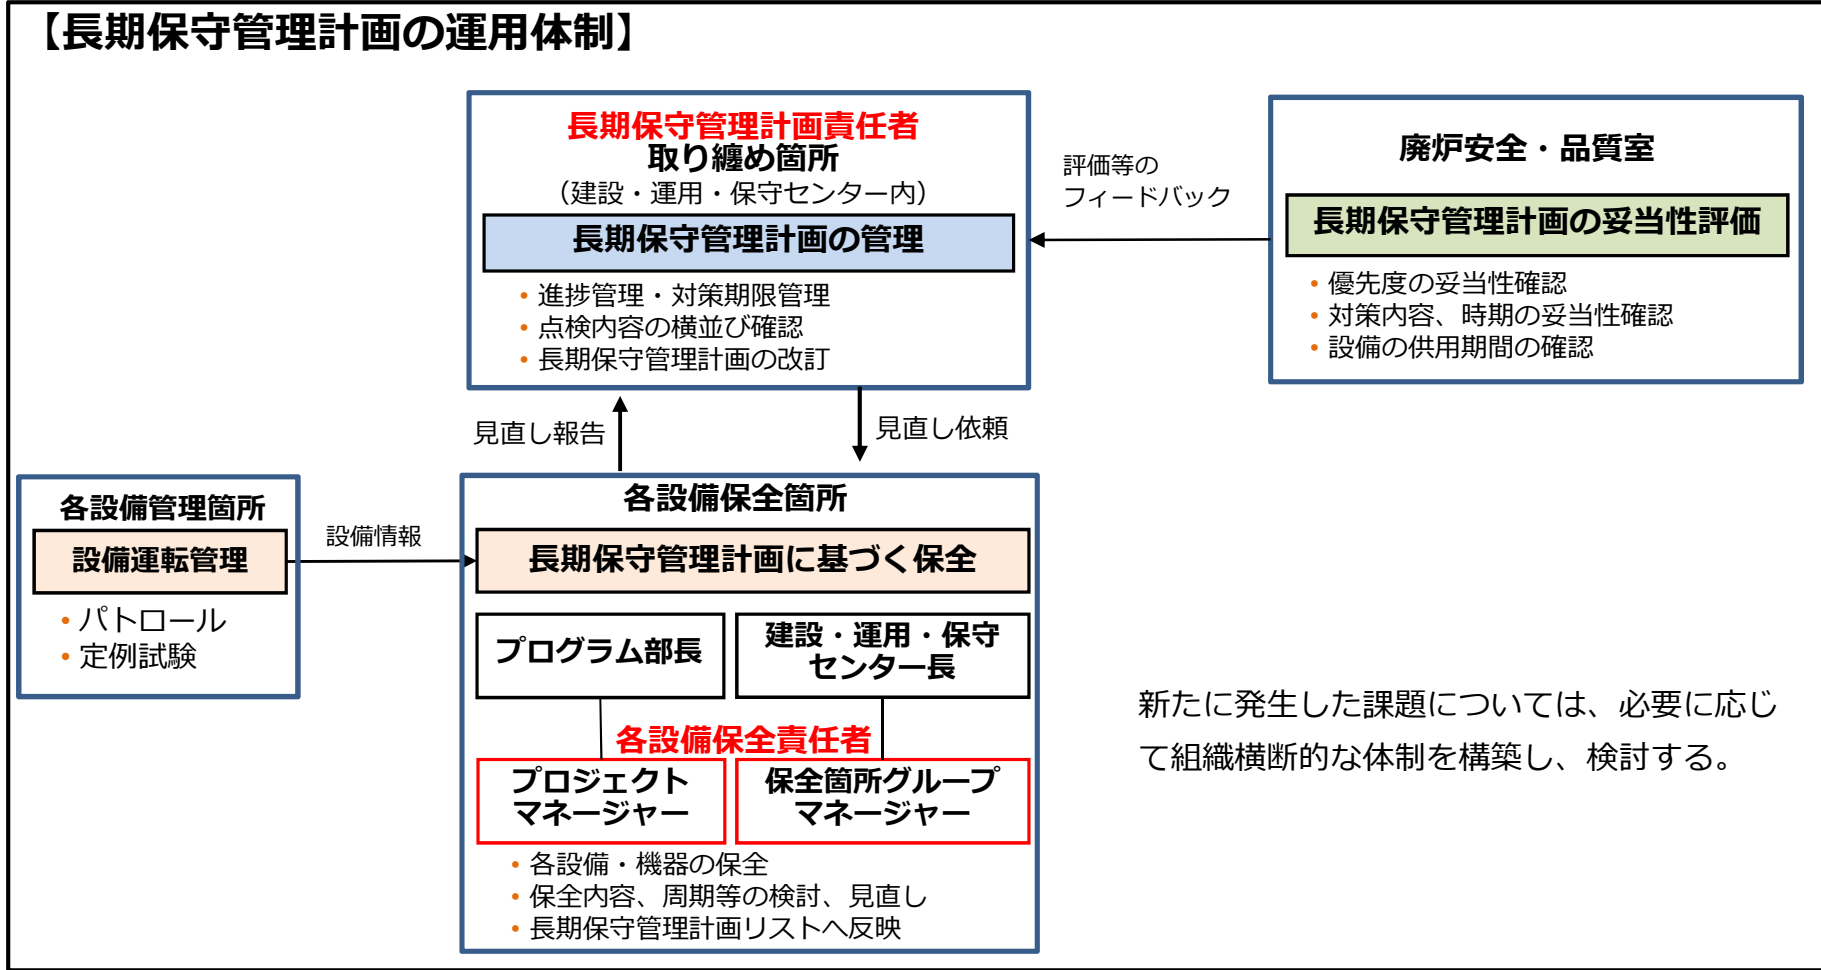 【長期保守管理計画の運用体制】
長期保守管理計画責任者
取り纏め箇所
（建設・運用・保守センター内）
長期保守管理計画の管理
• 進捗管理・対策期限管理
• 点検内容の横並び確認
• 長期保守管理計画の改訂
評価等の
フィードバック
廃炉安全・品質室
長期保守管理計画の妥当性評価
• 優先度の妥当性確認
• 対策内容、時期の妥当性確認
• 設備の供用期間の確認
見直し報告
見直し依頼
各設備管理箇所
設備運転管理
• パトロール
• 定例試験
設備情報
各設備保全箇所
長期保守管理計画に基づく保全
プログラム部長
建設・運用・保守
センター長
各設備保全責任者
プロジェクト
マネージャー
保全箇所グループ
マネージャー
• 各設備・機器の保全
• 保全内容、周期等の検討、見直し
• 長期保守管理計画リストへ反映
新たに発生した課題については、必要に応じ
て組織横断的な体制を構築し、検討する。